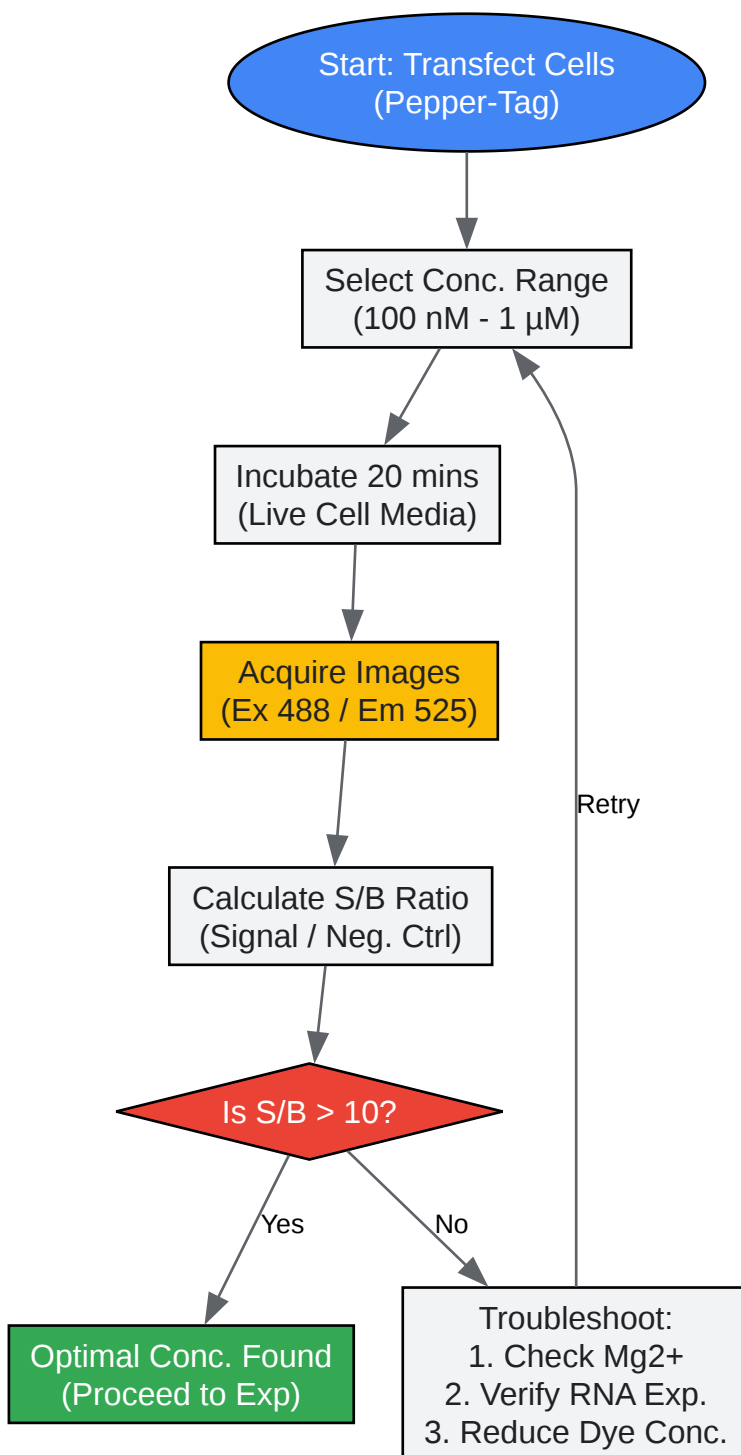 Start: Transfect Cells
(Pepper-Tag)
Select Conc. Range
(100 nM - 1 µM)
Incubate 20 mins
(Live Cell Media)
Acquire Images
(Ex 488 / Em 525)
Retry
Calculate S/B Ratio
(Signal / Neg. Ctrl)
Is S/B > 10?
Yes
No
Optimal Conc. Found
(Proceed to Exp)
Troubleshoot:
1. Check Mg2+
2. Verify RNA Exp.
3. Reduce Dye Conc.